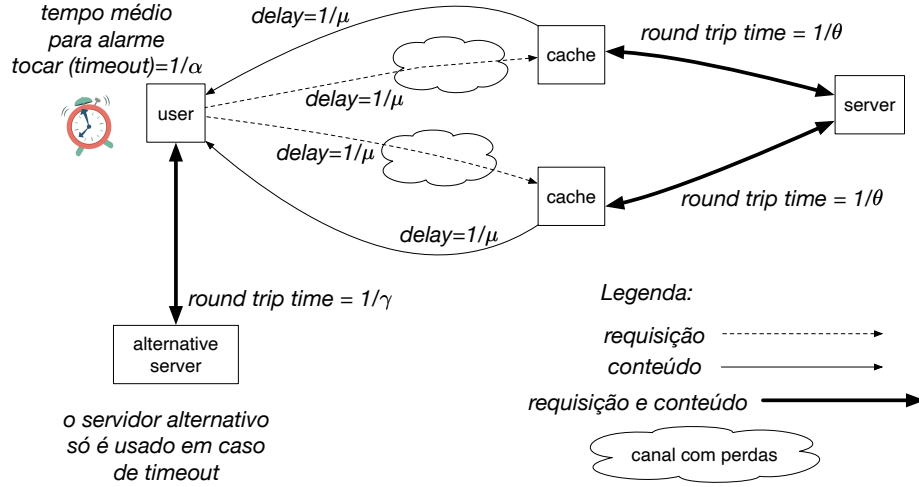 tempo médio
para alarme
tocar (timeout)=1/α
delay=1/μ
delay=1/μ
delay=1/μ
delay=1/μ
user
cache
cache
round trip time = 1/θ
server
round trip time = 1/θ
round trip time = 1/γ
alternative
server
o servidor alternativo
só é usado em caso
de timeout
Legenda:
requisição
conteúdo
requisição e conteúdo
canal com perdas